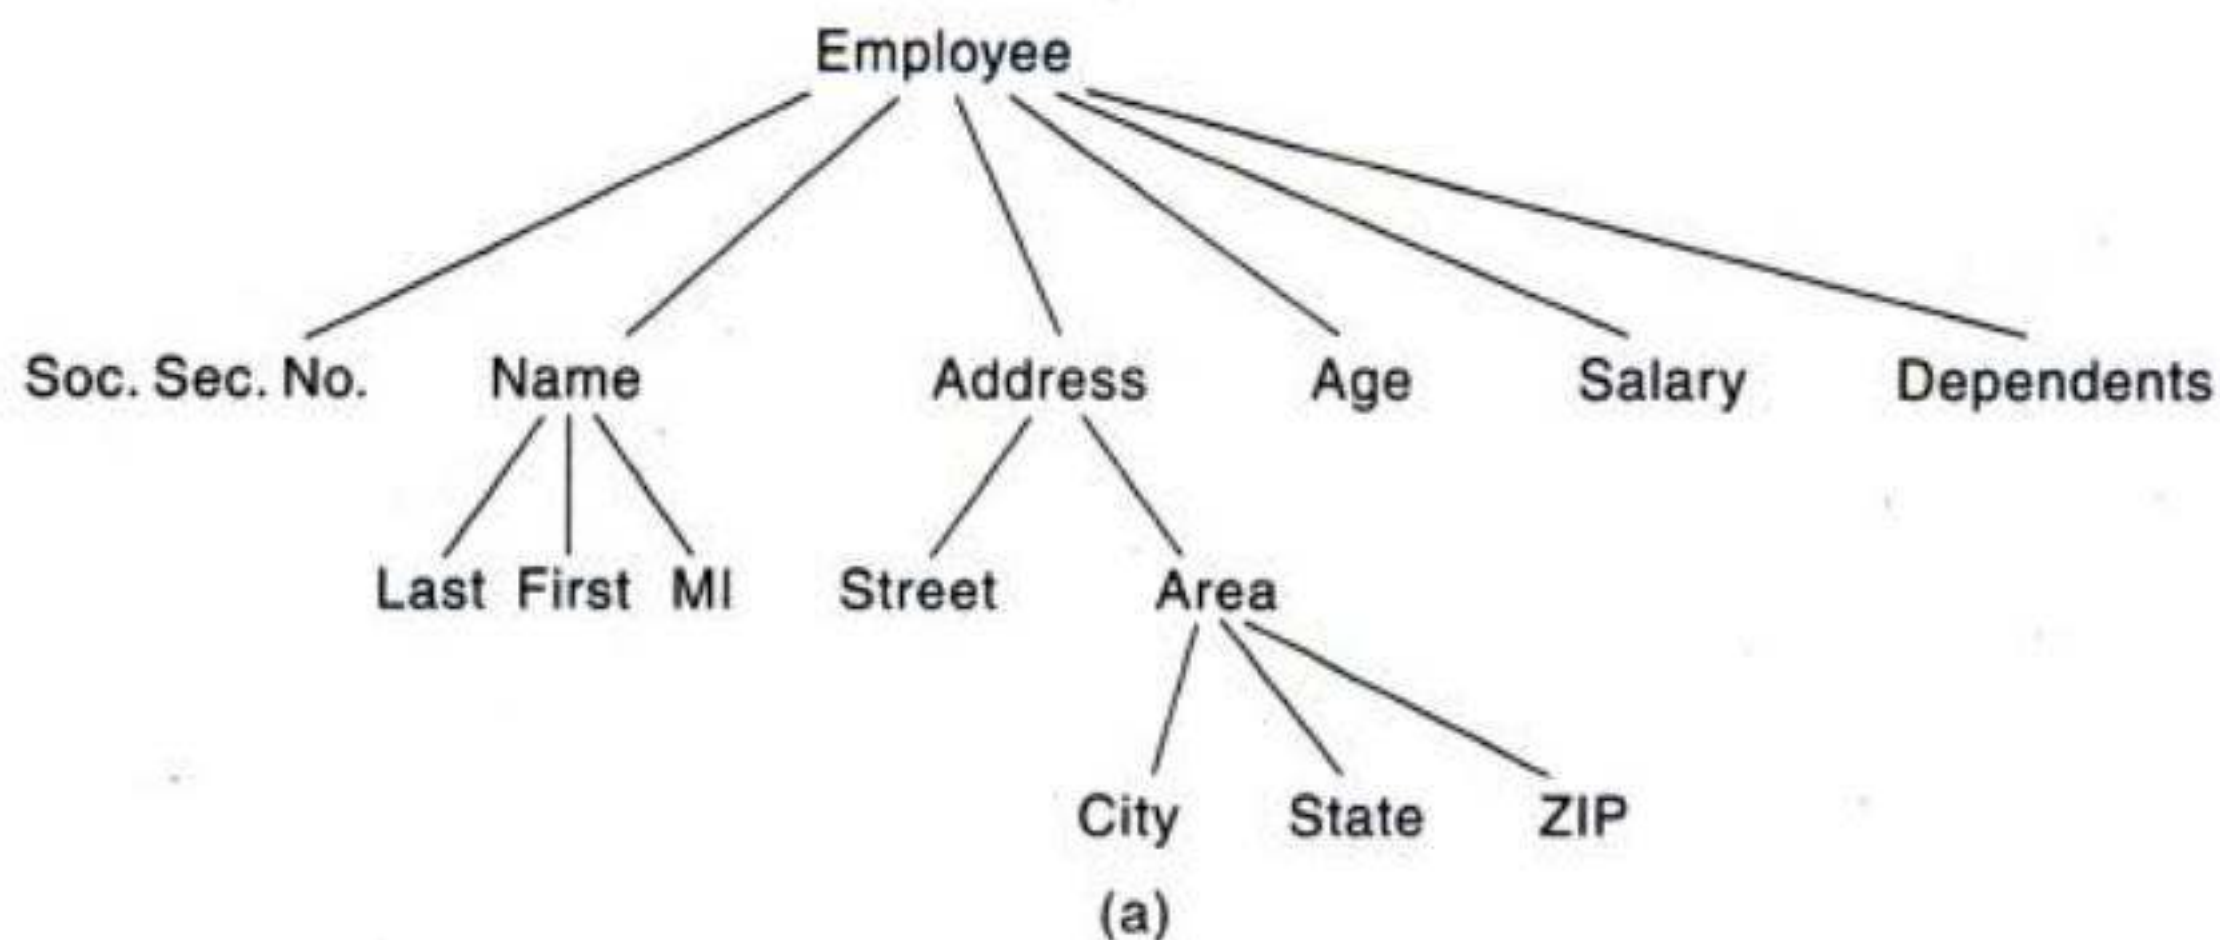 Employee
Soc. Sec. No. Name Address Age Salary Dependents
Last First MI Street Area
City State ZIP
(a)